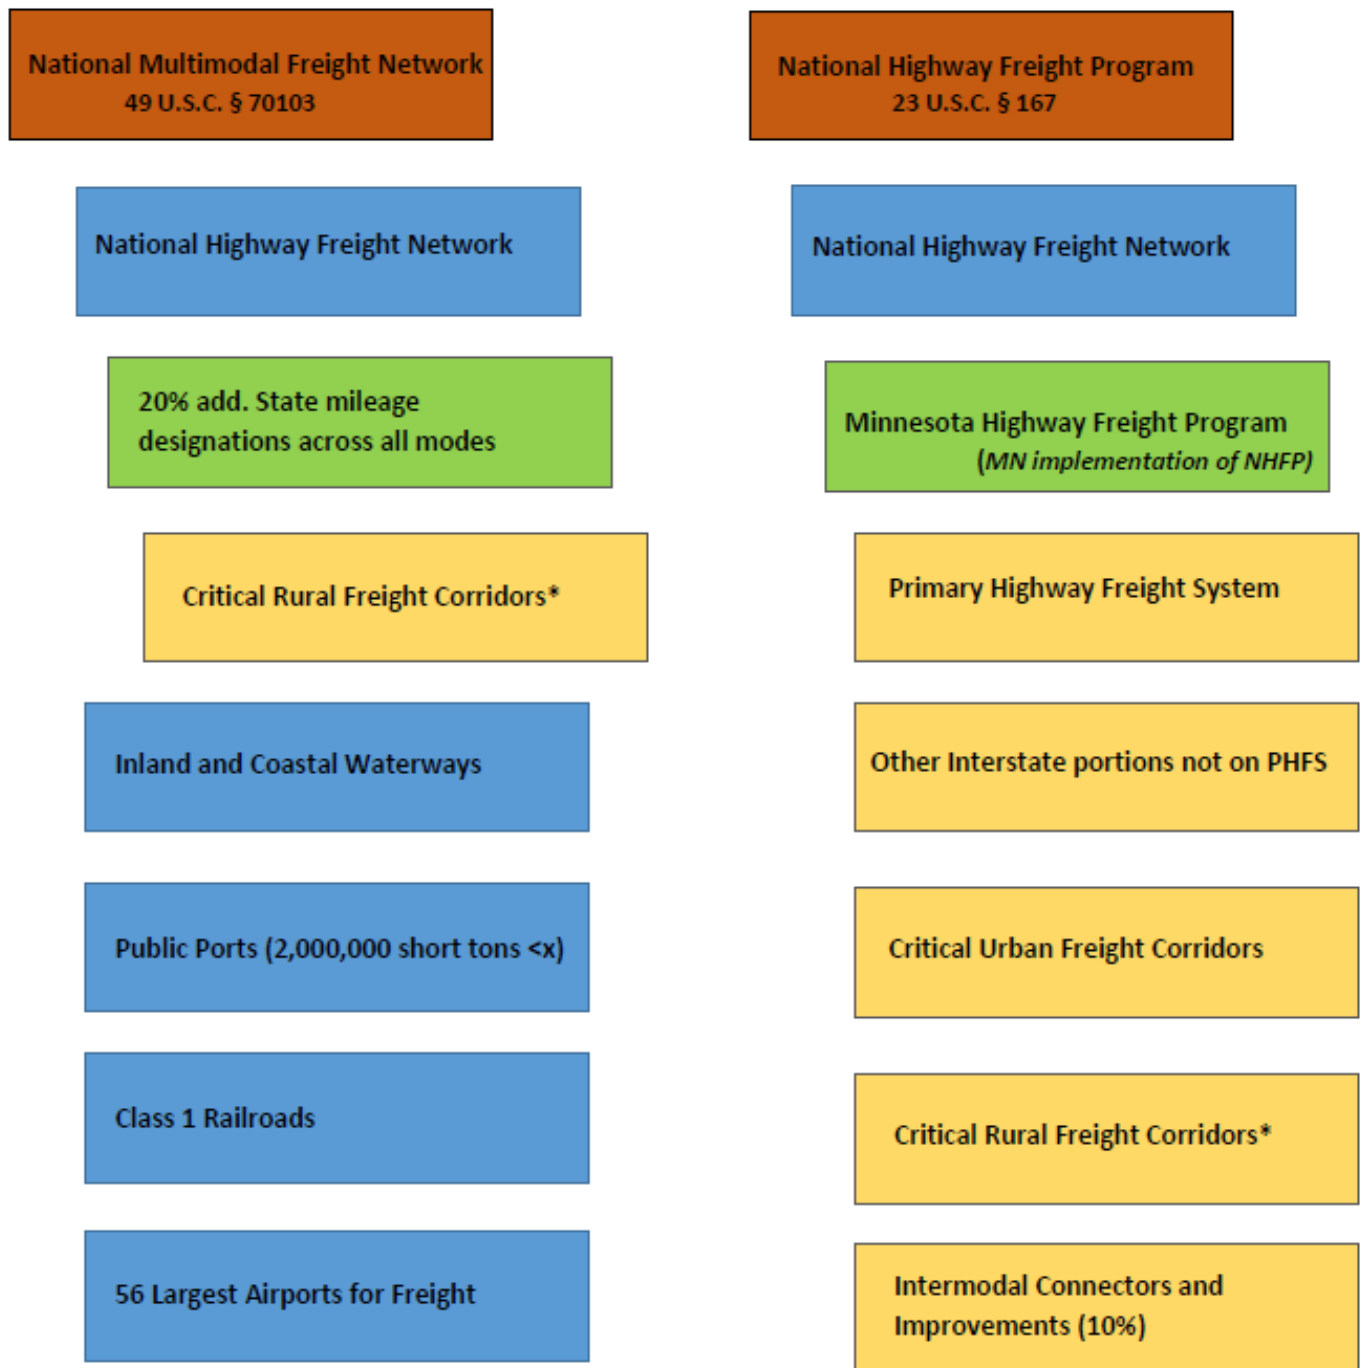 National Multimodal Freight Network
49 U.S.C. § 70103
National Highway Freight Network
20% add. State mileage
designations across all modes
Critical Rural Freight Corridors*
Inland and Coastal Waterways
Public Ports (2,000,000 short tons <x)
Class 1 Railroads
56 Largest Airports for Freight
National Highway Freight Program
23 U.S.C. § 167
National Highway Freight Network
Minnesota Highway Freight Program
(MN implementation of NHFP)
Primary Highway Freight System
Other Interstate portions not on PHFS
Critical Urban Freight Corridors
Critical Rural Freight Corridors*
Intermodal Connectors and
Improvements (10%)